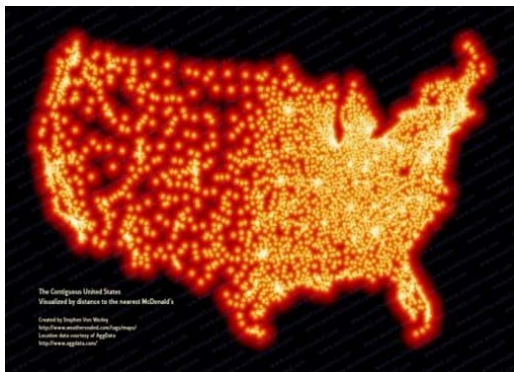 The Contiguous United States
Visualized by distance to the nearest McDonald's
Created by Stephen Von Worley
http://www.weathersealed.com/tags/maps/
Location data courtesy of AggData
http://www.aggdata.com/